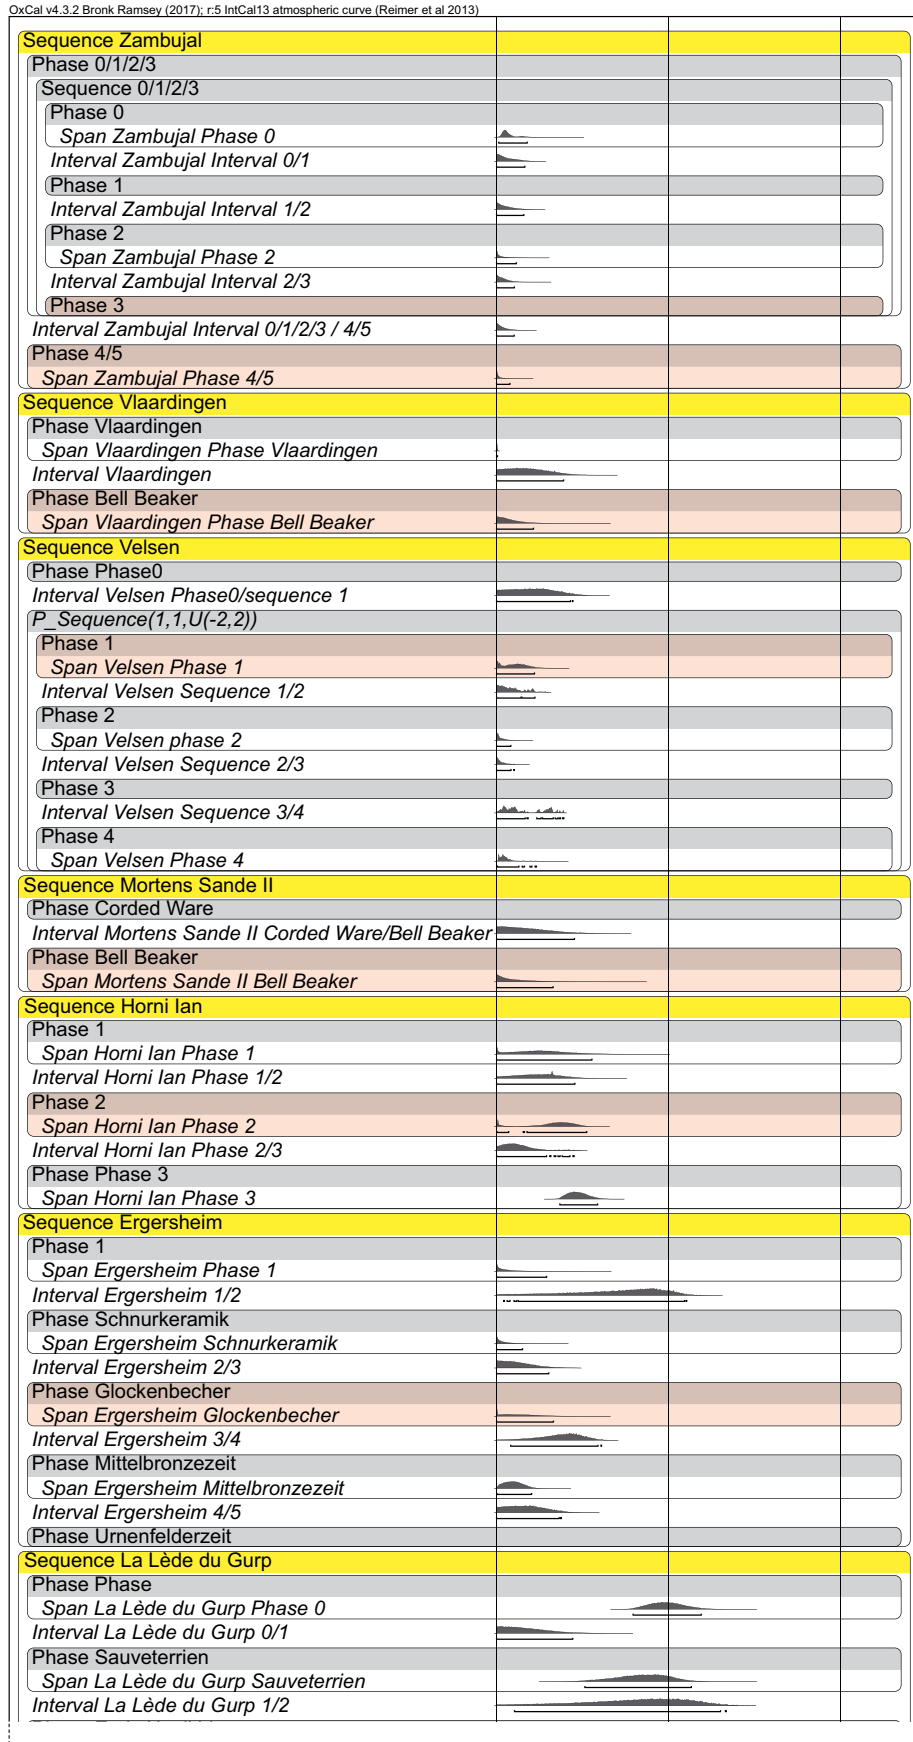 OxCal v4.3.2 Bronk Ramsey (2017); r:5 IntCal13 atmospheric curve (Reimer et al 2013)
Sequence Zambujal
Phase 0/1/2/3
Sequence 0/1/2/3
Phase 0
Span Zambujal Phase 0
Interval Zambujal Interval 0/1
Phase 1
Interval Zambujal Interval 1/2
Phase 2
Span Zambujal Phase 2
Interval Zambujal Interval 2/3
Phase 3
Interval Zambujal Interval 0/1/2/3 / 4/5
Phase 4/5
Span Zambujal Phase 4/5
Sequence Vlaardingen
Phase Vlaardingen
Span Vlaardingen Phase Vlaardingen
Interval Vlaardingen
Phase Bell Beaker
Span Vlaardingen Phase Bell Beaker
Sequence Velsen
Phase Phase0
Interval Velsen Phase0/sequence 1
P_Sequence(1,1,U(-2,2))
Phase 1
Span Velsen Phase 1
Interval Velsen Sequence 1/2
Phase 2
Span Velsen phase 2
Interval Velsen Sequence 2/3
Phase 3
Interval Velsen Sequence 3/4
Phase 4
Span Velsen Phase 4
Sequence Mortens Sande II
Phase Corded Ware
Interval Mortens Sande II Corded Ware/Bell Beaker
Phase Bell Beaker
Span Mortens Sande II Bell Beaker
Sequence Horni Ian
Phase 1
Span Horni Ian Phase 1
Interval Horni Ian Phase 1/2
Phase 2
Span Horni Ian Phase 2
Interval Horni Ian Phase 2/3
Phase Phase 3
Span Horni Ian Phase 3
Sequence Ergersheim
Phase 1
Span Ergersheim Phase 1
Interval Ergersheim 1/2
Phase Schnurkeramik
Span Ergersheim Schnurkeramik
Interval Ergersheim 2/3
Phase Glockenbecher
Span Ergersheim Glockenbecher
Interval Ergersheim 3/4
Phase Mittelbronzezeit
Span Ergersheim Mittelbronzezeit
Interval Ergersheim 4/5
Phase Urnenfelderzeit
Sequence La Lède du Gurp
Phase Phase
Span La Lède du Gurp Phase 0
Interval La Lède du Gurp 0/1
Phase Sauveterrien
Span La Lède du Gurp Sauveterrien
Interval La Lède du Gurp 1/2